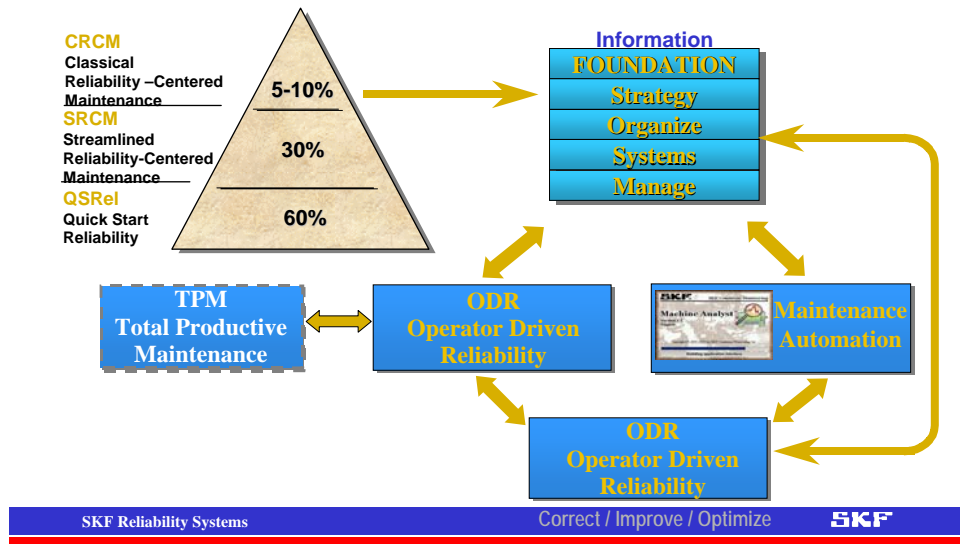 CRCM
Classical
Reliability –Centered
Maintenance
SRCM
Streamlined
Reliability-Centered
Maintenance
QSRel
Quick Start
Reliability
5-10%
30%
60%
Information
FOUNDATION
Strategy
Organize
Systems
Manage
TPM
Total Productive
Maintenance
ODR
Operator Driven
Reliability
SKF
Machine Analyst
Maintenance
Automation
ODR
Operator Driven
Reliability
SKF Reliability Systems
Correct / Improve / Optimize
SKF